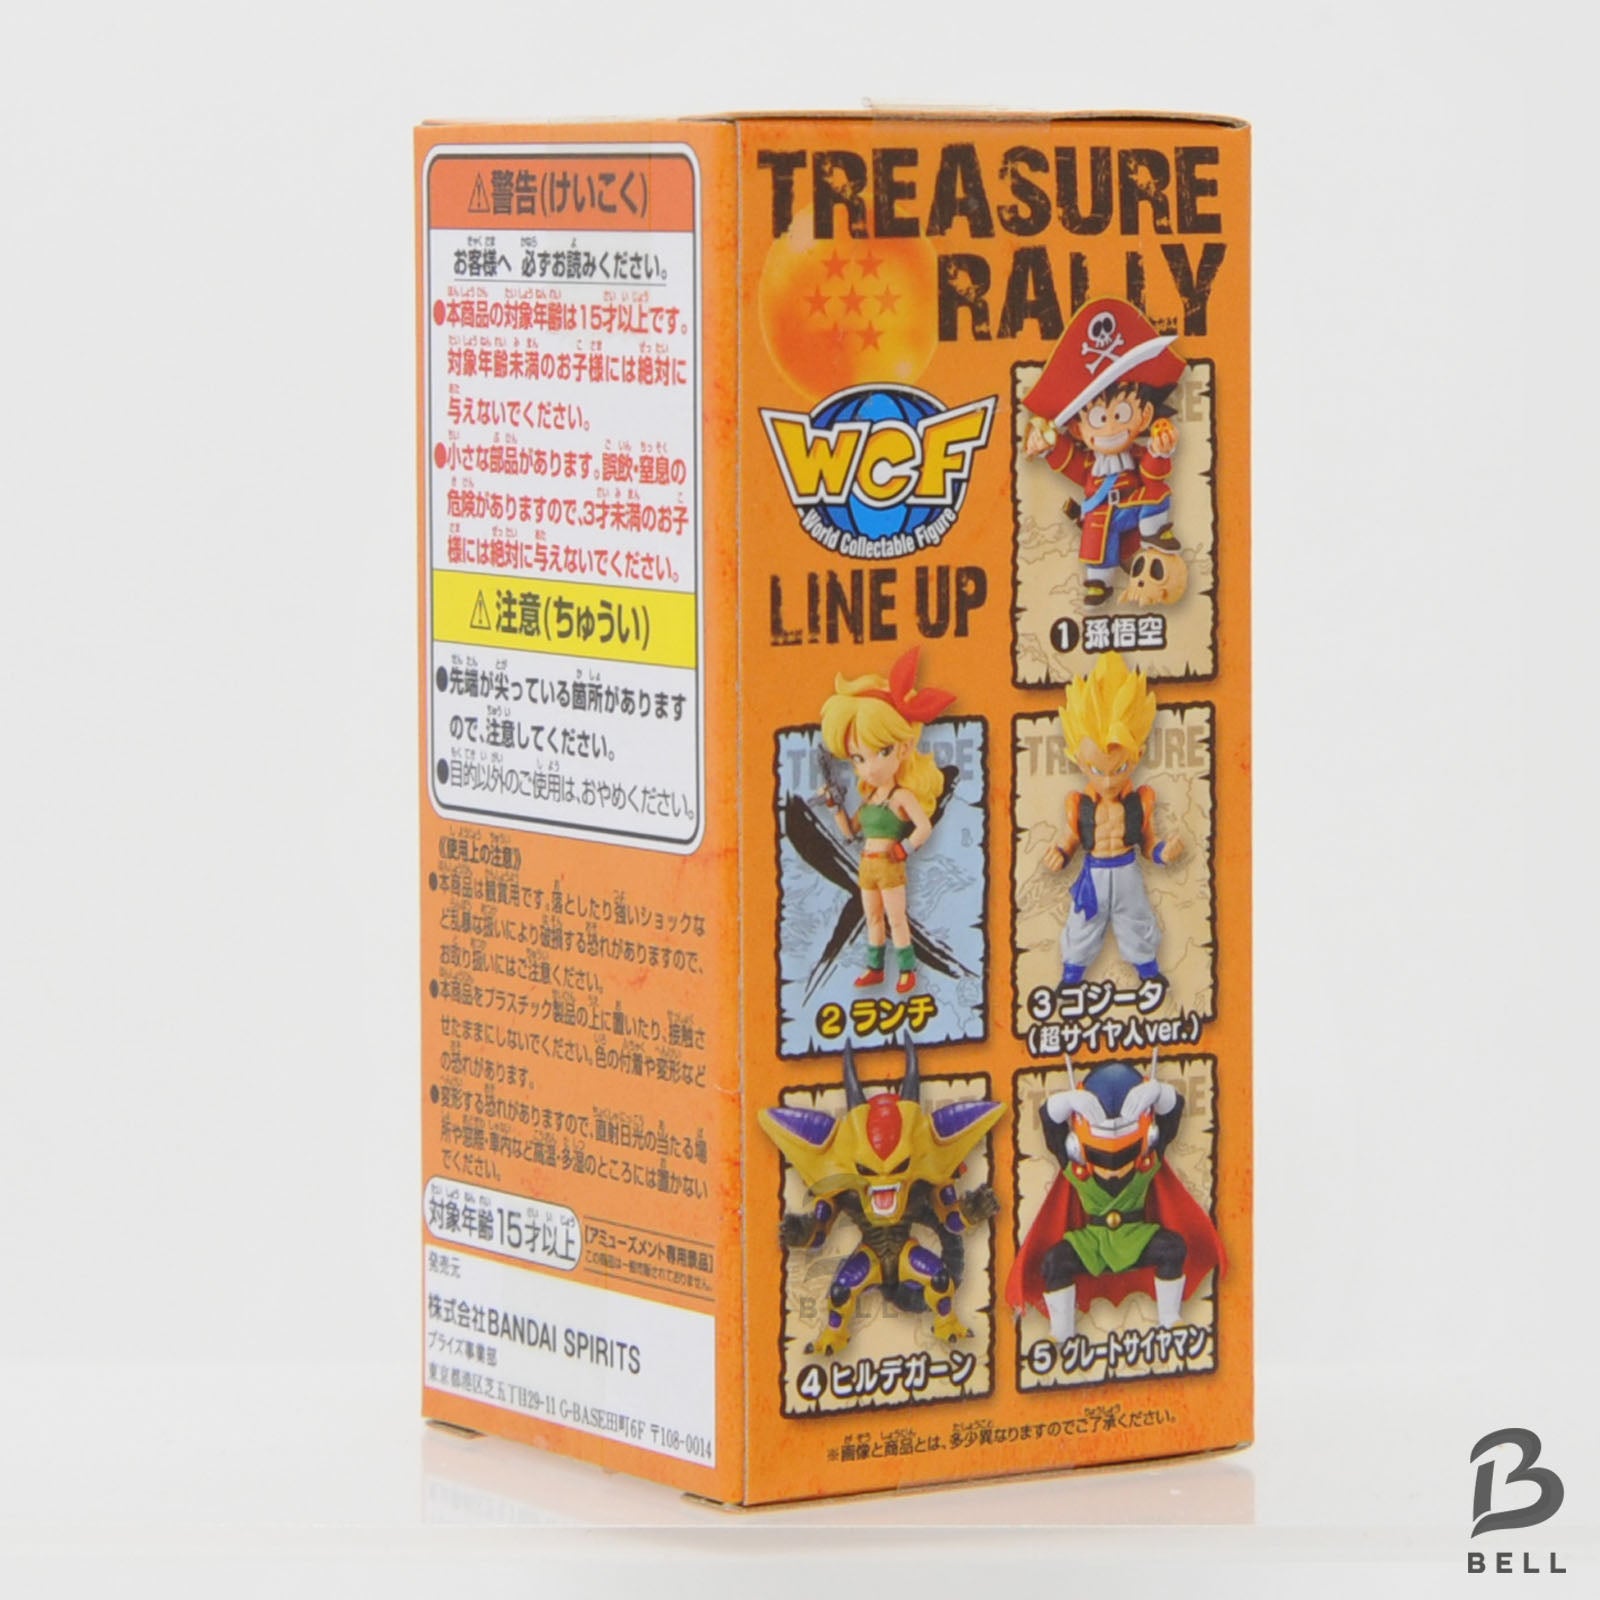 ⚠警告(けいこく)
お客様へ 必ずお読みください。
●本商品の対象年齢は15才以上です。
対象年齢未満のお子様には絶対に
与えないでください。
●小さな部品があります。誤飲・窒息の
危険がありますので、3才未満のお子
様には絶対に与えないでください。
⚠注意(ちゅうい)
●先端が尖っている箇所があります
ので、注意してください。
●目的以外のご使用は、おやめください。
《使用上の注意》
●本商品は観賞用です。落としたり強いショックな
ど乱暴な扱いにより破損する恐れがありますので、
お取り扱いにはご注意ください。
●本商品をプラスチック製品の上に置いたり、接触さ
せたままにしないでください。色の付着や変形など
の恐れがあります。
●変形する恐れがありますので、直射日光の当たる場
所や窓際・車内など高温・多湿のところには置かない
でください。
対象年齢15才以上
[アミューズメント専用景品]
この商品は一般市販されておりません。
発売元
株式会社BANDAI SPIRITS
プライズ事業部
東京都港区芝五丁目29-11 G-BASE田町6F 〒108-0014
TREASURE
RALLY
WCF
World Collectable Figure
LINE UP
1 孫悟空
TREASURE
2 ランチ
TREASURE
3 ゴジータ
(超サイヤ人ver.)
4 ヒルデガーン
5 グレートサイヤマン
※画像と商品とは、多少異なりますのでご了承ください。
BELL
B
BELL